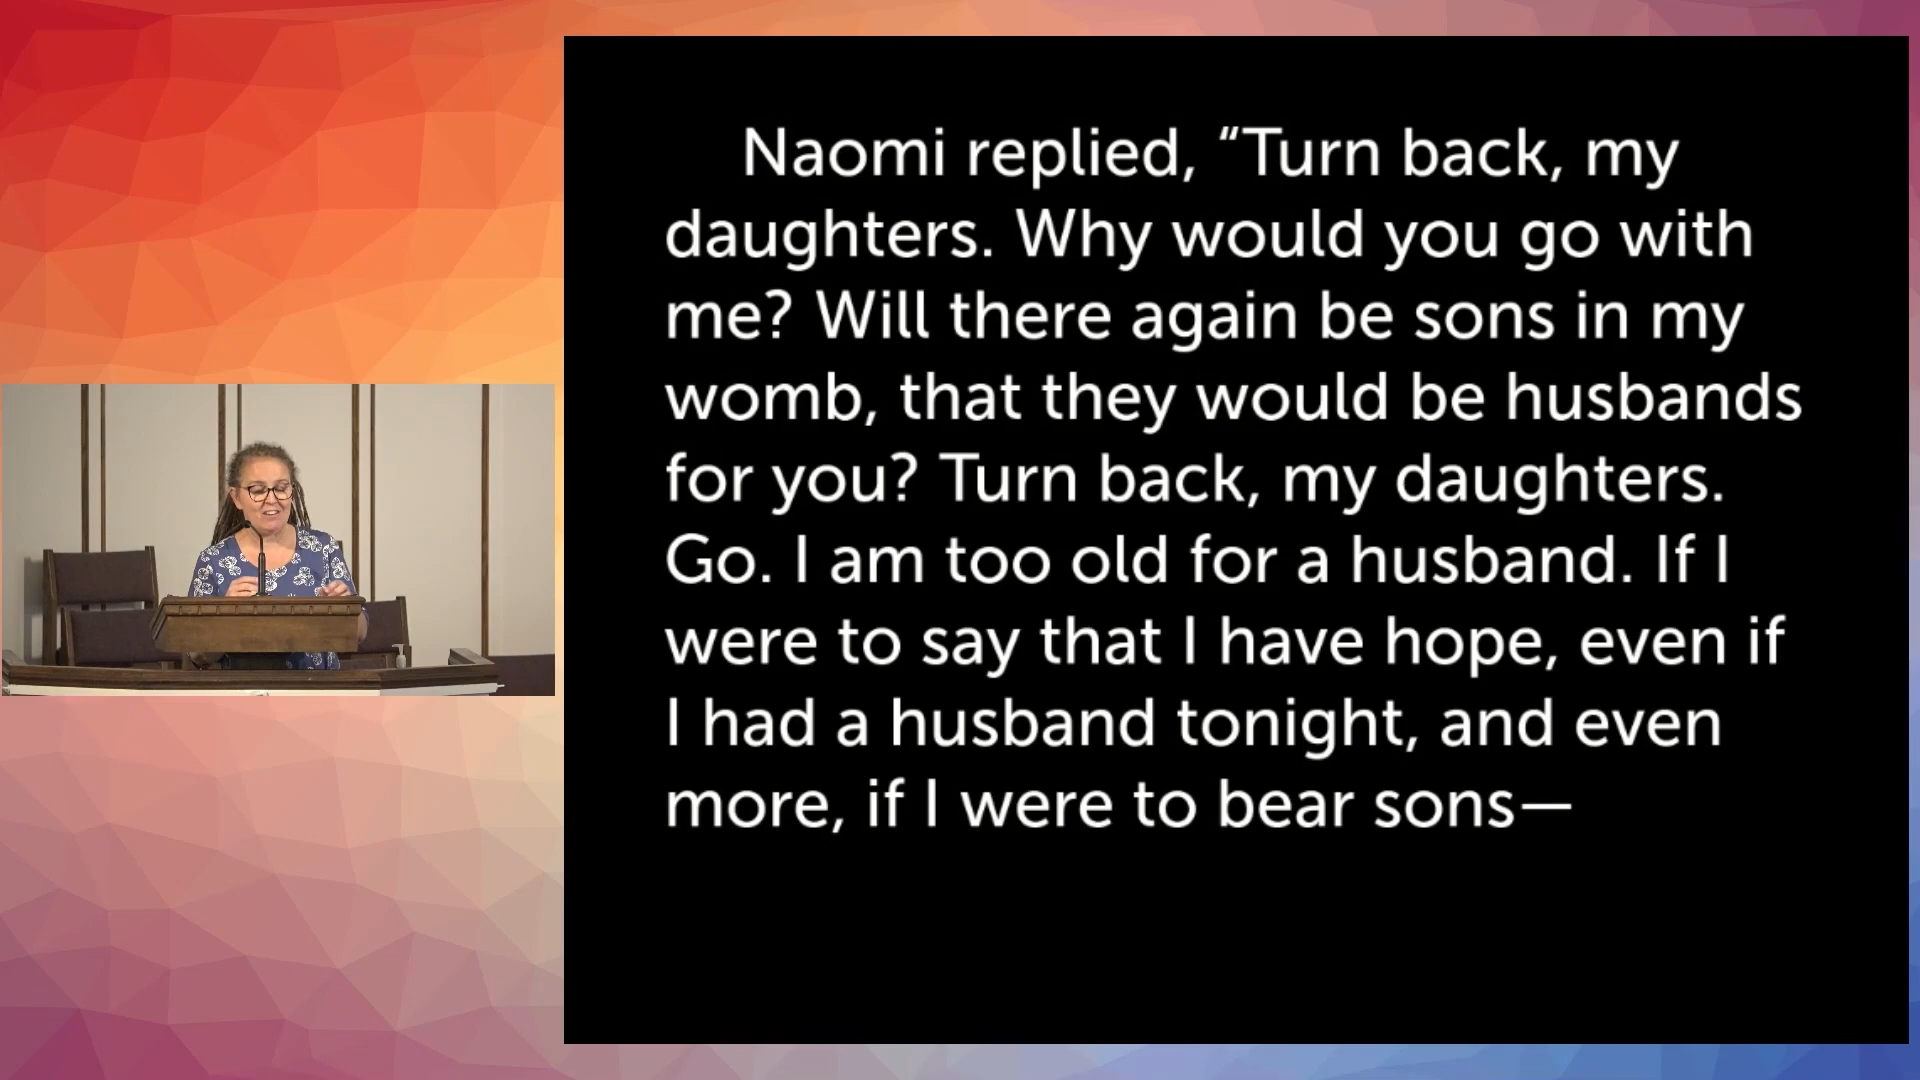 Naomi replied, “Turn back, my
daughters. Why would you go with
me? Will there again be sons in my
womb, that they would be husbands
for you? Turn back, my daughters.
Go. I am too old for a husband. If I
were to say that I have hope, even if
I had a husband tonight, and even
more, if I were to bear sons—